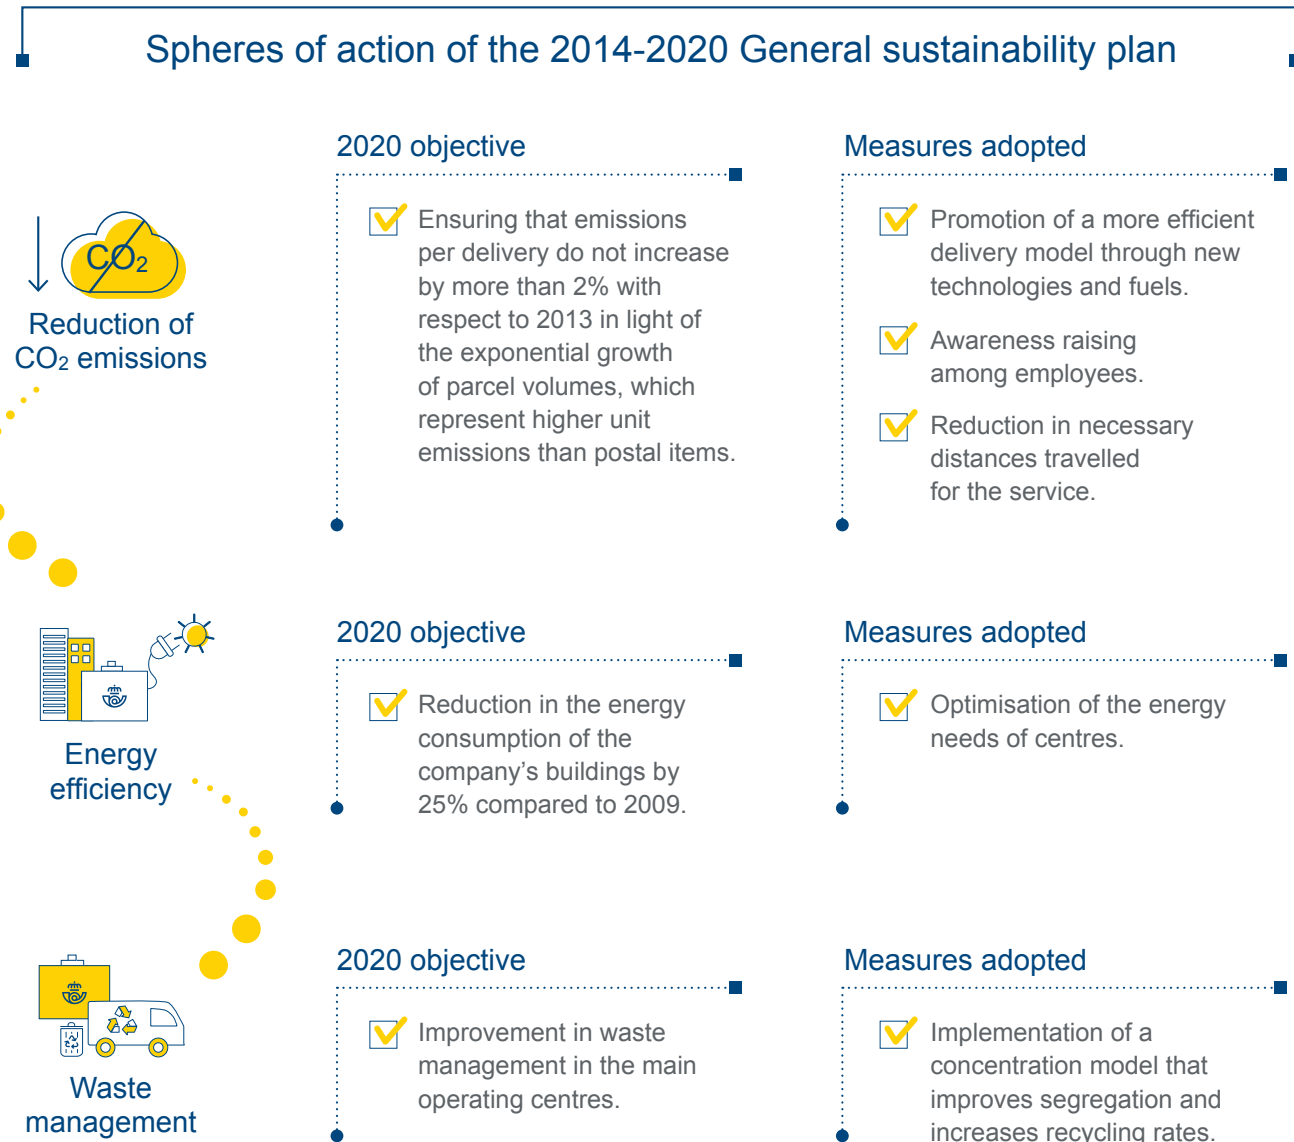 Spheres of action of the 2014-2020 General sustainability plan
CO₂
Reduction of
CO₂ emissions
2020 objective
Ensuring that emissions
per delivery do not increase
by more than 2% with
respect to 2013 in light of
the exponential growth
of parcel volumes, which
represent higher unit
emissions than postal items.
Measures adopted
Promotion of a more efficient
delivery model through new
technologies and fuels.
Awareness raising
among employees.
Reduction in necessary
distances travelled
for the service.
Energy
efficiency
2020 objective
Reduction in the energy
consumption of the
company’s buildings by
25% compared to 2009.
Measures adopted
Optimisation of the energy
needs of centres.
Waste
management
2020 objective
Improvement in waste
management in the main
operating centres.
Measures adopted
Implementation of a
concentration model that
improves segregation and
increases recycling rates.